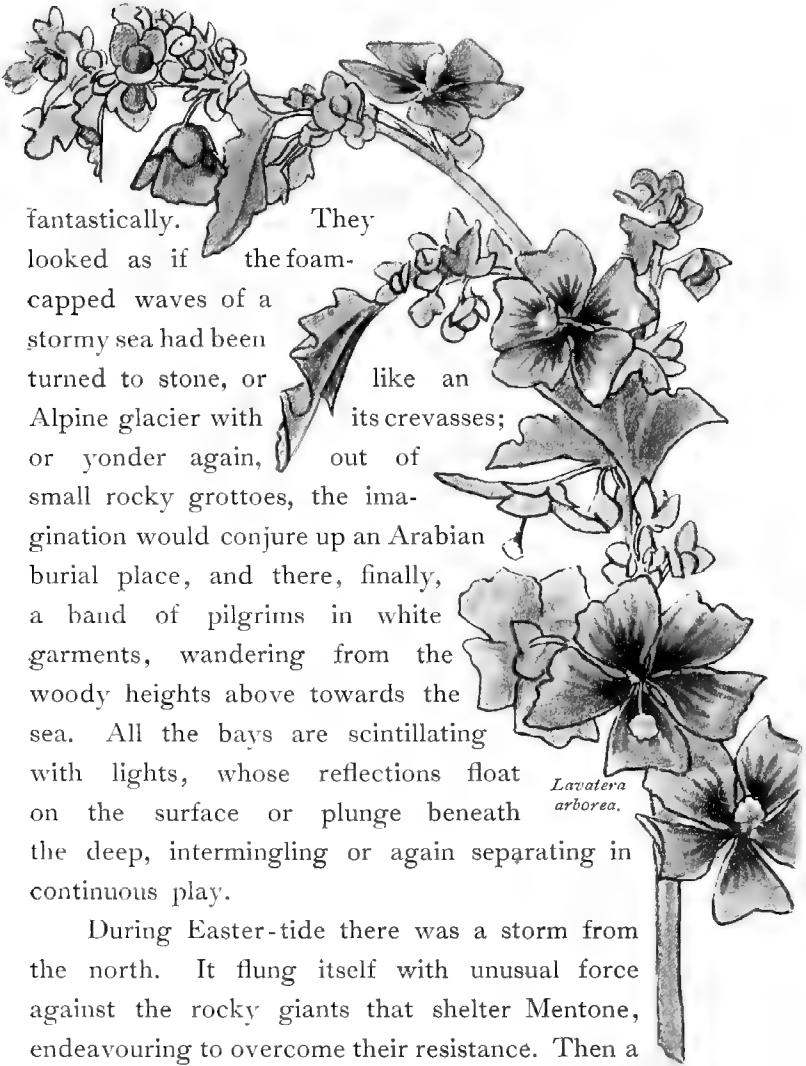 fantastically. They
looked as if the foam-
capped waves of a
stormy sea had been
turned to stone, or like an
Alpine glacier with its crevasses;
or yonder again, out of
small rocky grottoes, the ima-
gination would conjure up an Arabian
burial place, and there, finally,
a band of pilgrims in white
garments, wandering from the
woody heights above towards the
sea. All the bays are scintillating
with lights, whose reflections float
on the surface or plunge beneath
the deep, intermingling or again separating in
continuous play.
During Easter-tide there was a storm from
the north. It flung itself with unusual force
against the rocky giants that shelter Mentone,
endeavouring to overcome their resistance. Then a
Lavatera
arborea.